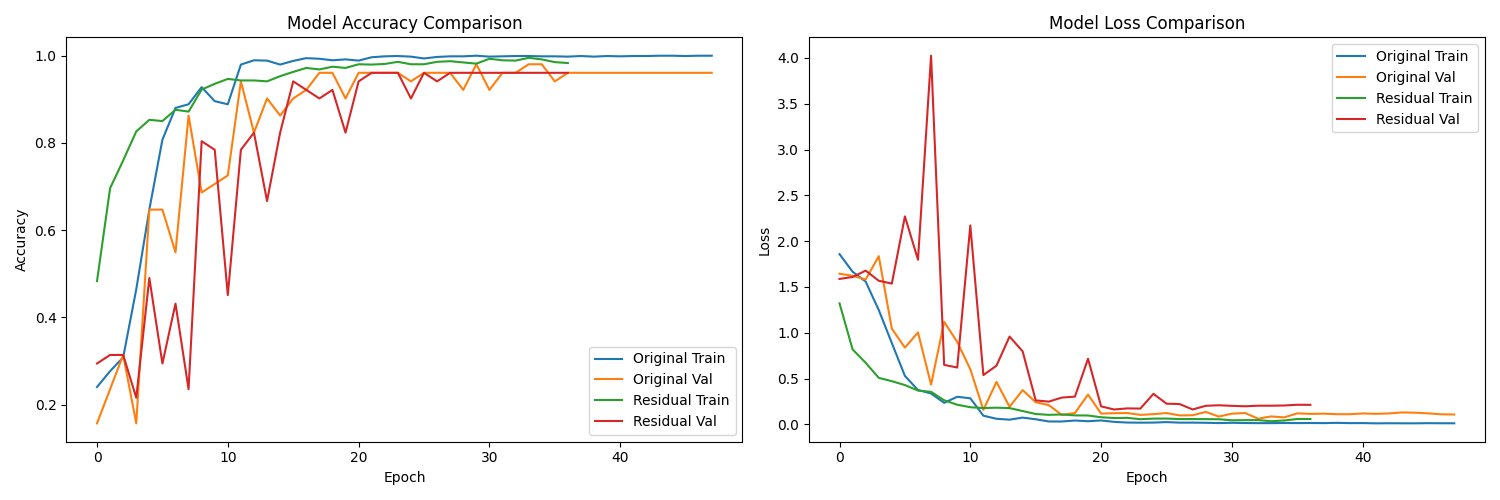 Model Accuracy Comparison
Accuracy
1.0
0.8
0.6
0.4
0.2
0 10 20 30 40
Epoch
Original Train
Original Val
Residual Train
Residual Val
Model Loss Comparison
Loss
4.0
3.5
3.0
2.5
2.0
1.5
1.0
0.5
0.0
0 10 20 30 40
Epoch
Original Train
Original Val
Residual Train
Residual Val